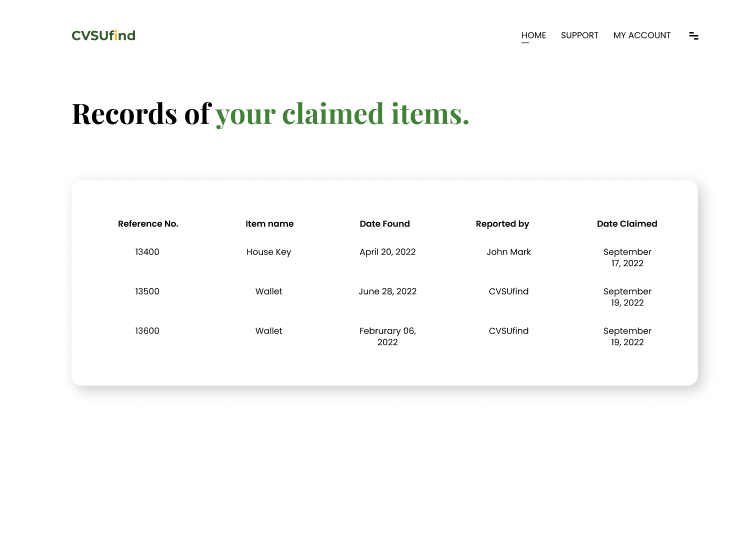 CVSUfind
HOME SUPPORT MY ACCOUNT
Records of your claimed items.
Reference No. Item name Date Found Reported by Date Claimed
13400 House Key April 20, 2022 John Mark September
17, 2022
13500 Wallet June 28, 2022 CVSUfind September
19, 2022
13600 Wallet Februrary 06, CVSUfind September
2022 19, 2022